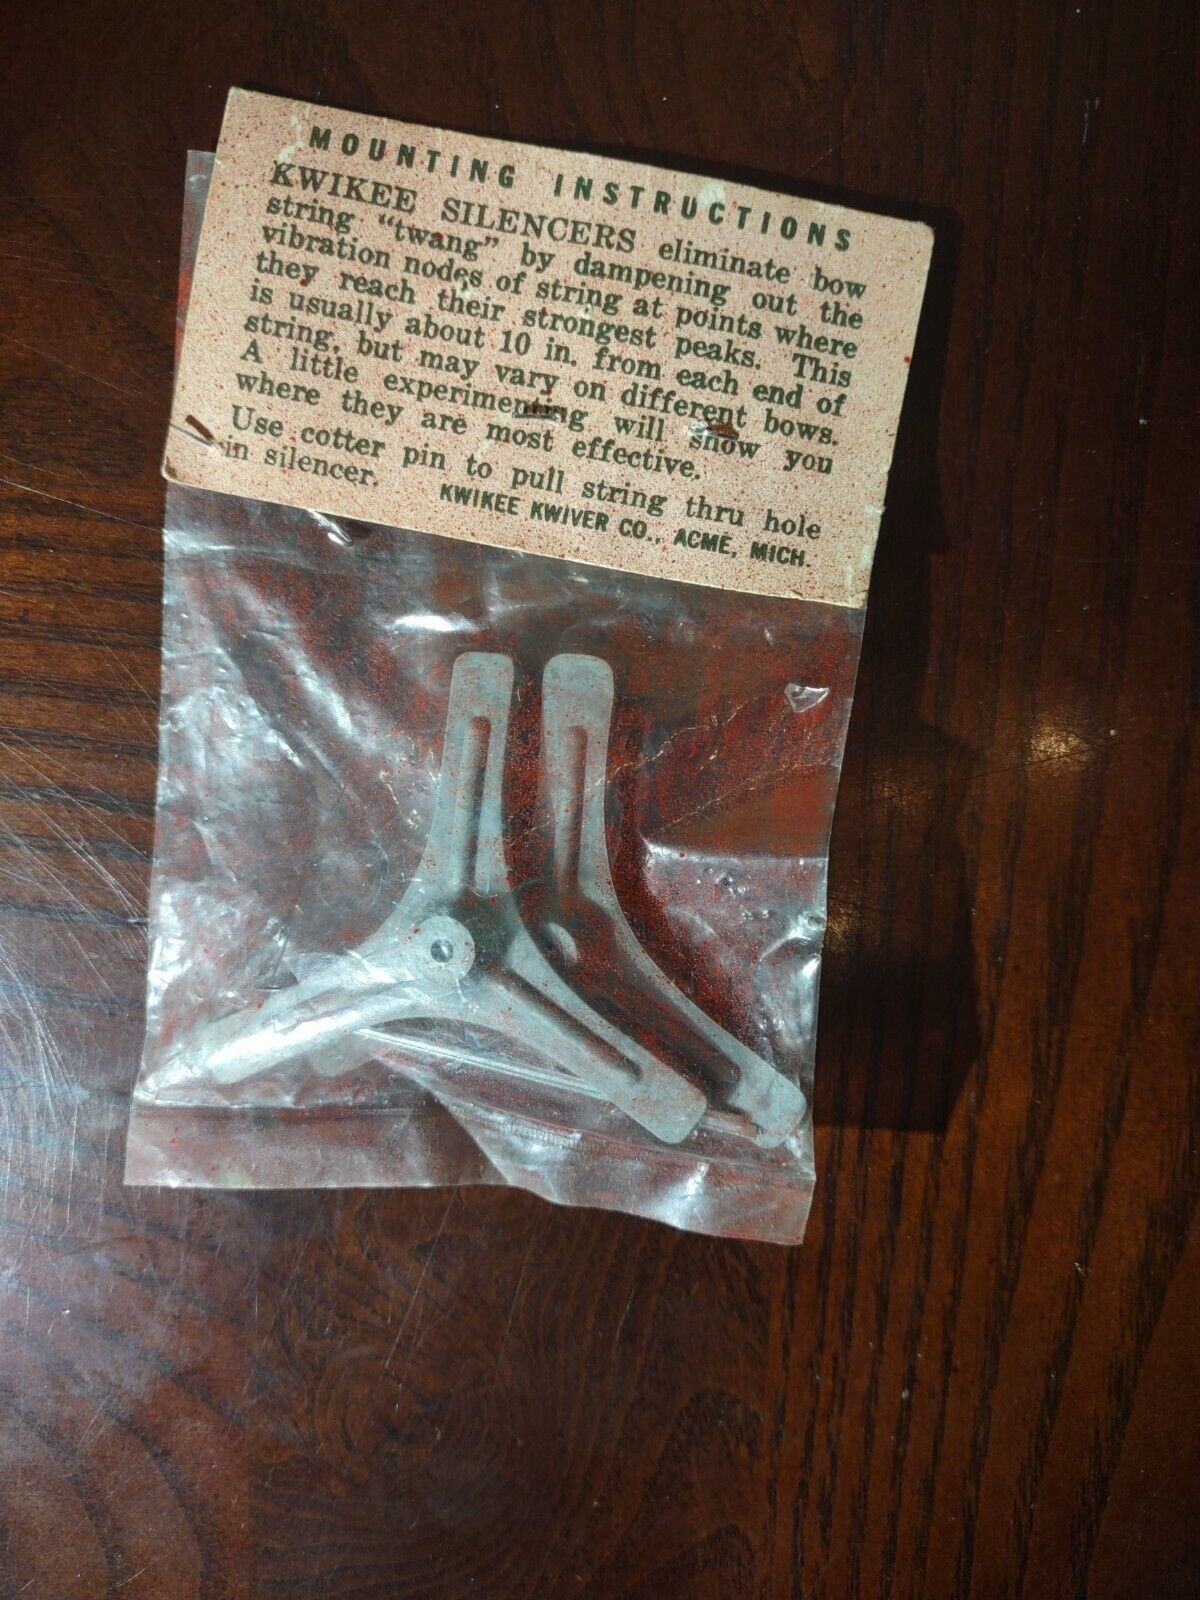 MOUNTING INSTRUCTIONS
KWIKEE SILENCERS eliminate bow
string "twang" by dampening out the
vibration nodes of string at points where
they reach their strongest peaks. This
is usually about 10 in. from each end of
string, but may vary on different bows.
A little experimenting will show you
where they are most effective.
Use cotter pin to pull string thru hole
in silencer.
KWIKEE KWIVER CO., ACME, MICH.